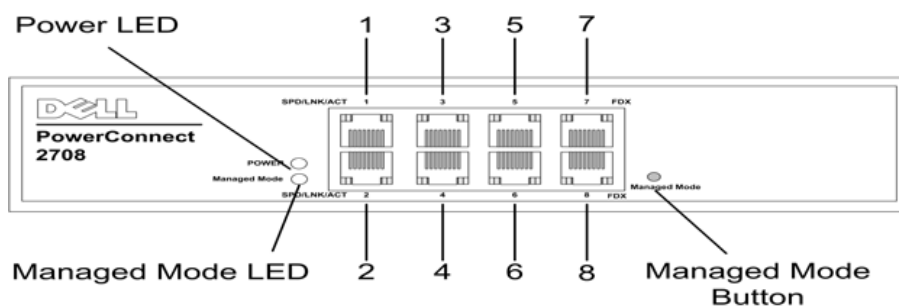 Power LED
1 3 5 7
SPD/LNK/ACT 1 3 5 7 FDX
DELL
PowerConnect
2708
POWER
Managed Mode
SPD/LNK/ACT 2 4 6 8 FDX
Managed Mode
Managed Mode LED
2 4 6 8
Managed Mode
Button